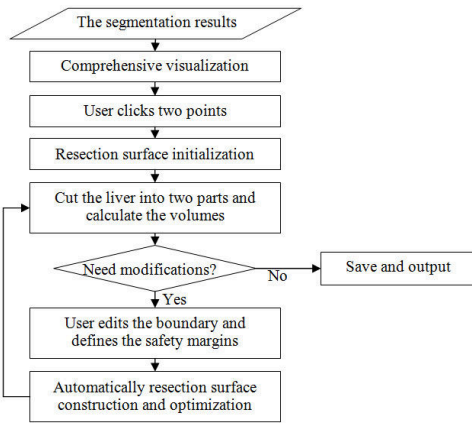 The segmentation results
Comprehensive visualization
User clicks two points
Resection surface initialization
Cut the liver into two parts and
calculate the volumes
Need modifications?
No
Save and output
Yes
User edits the boundary and
defines the safety margins
Automatically resection surface
construction and optimization